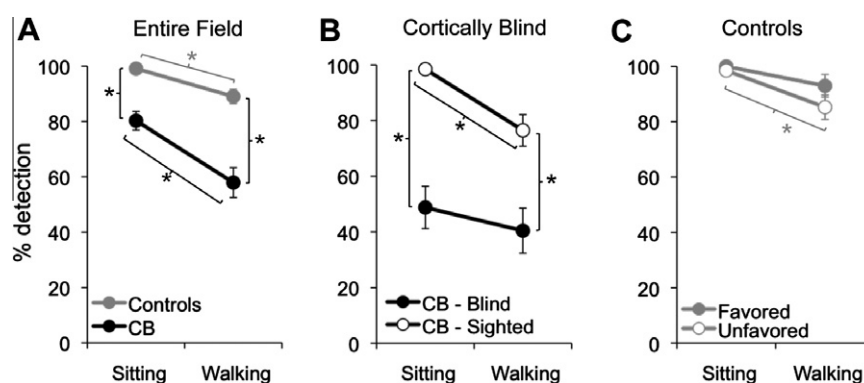 A Entire Field
B Cortically Blind
C Controls
% detection
100
80
60
40
20
0
*
*
*
*
Controls
CB
Sitting Walking
100
80
60
40
20
0
*
*
*
CB - Blind
CB - Sighted
Sitting Walking
100
80
60
40
20
0
*
Favored
Unfavored
Sitting Walking